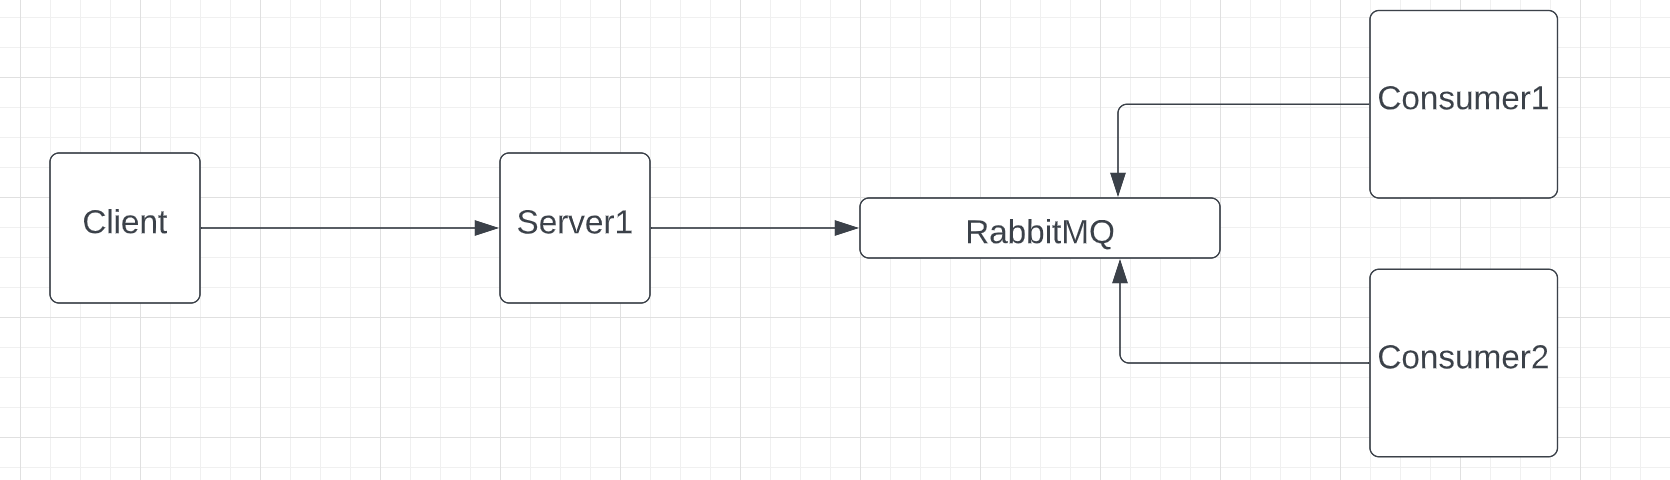 Client
Server1
RabbitMQ
Consumer1
Consumer2